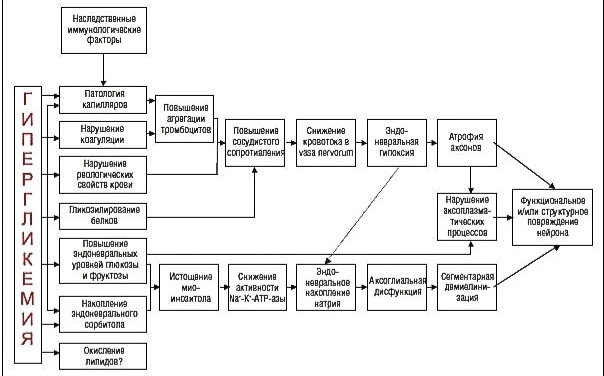 Наследственные
иммунологические
факторы
ГИПЕРГЛИКЕМИЯ
Патология
капилляров
Нарушение
коагуляции
Нарушение
реологических
свойств крови
Гликозилирование
белков
Повышение
эндоневральных
уровней глюкозы
и фруктозы
Накопление
эндоневрального
сорбитола
Окисление
липидов?
Повышение
агрегации
тромбоцитов
Повышение
сосудистого
сопротивления
Снижение
кровотока в
vasa nervorum
Эндо-
невральная
гипоксия
Атрофия
аксонов
Нарушение
аксоплазма-
тических
процессов
Функциональное
и/или структурное
повреждение
нейрона
Истощение
мио-
инозитола
Снижение
активности
Na⁺-K⁺-АТР-азы
Эндо-
невральное
накопление
натрия
Аксоглиальная
дисфункция
Сегментарная
демиелини-
зация